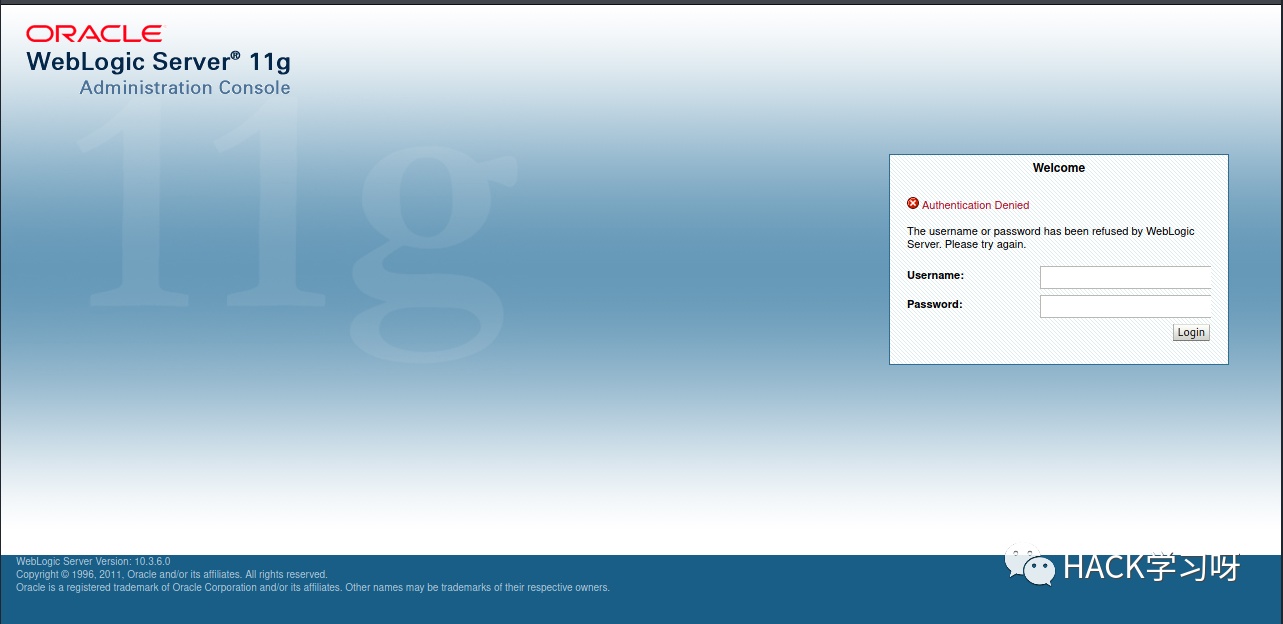 ORACLE
WebLogic Server® 11g
Administration Console
11g
Welcome
Authentication Denied
The username or password has been refused by WebLogic
Server. Please try again.
Username:
Password:
Login
WebLogic Server Version: 10.3.6.0
Copyright © 1996, 2011, Oracle and/or its affiliates. All rights reserved.
Oracle is a registered trademark of Oracle Corporation and/or its affiliates. Other names may be trademarks of their respective owners.
HACK学习呀